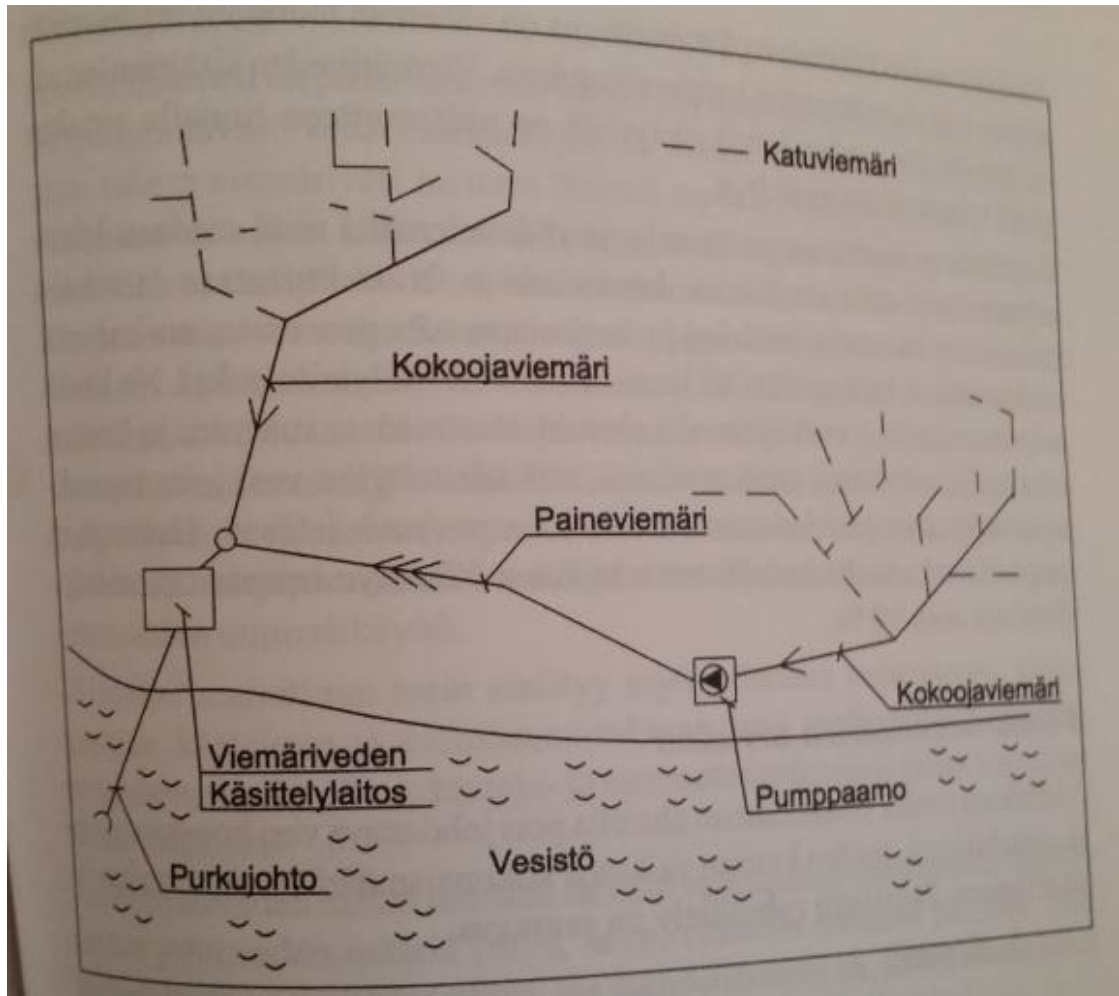 Katuviemäri
Kokoojaviemäri
Paineviemäri
Kokoojaviemäri
Viemäriveden
Käsittelylaitos
Pumppaamo
Vesistö
Purkujohto